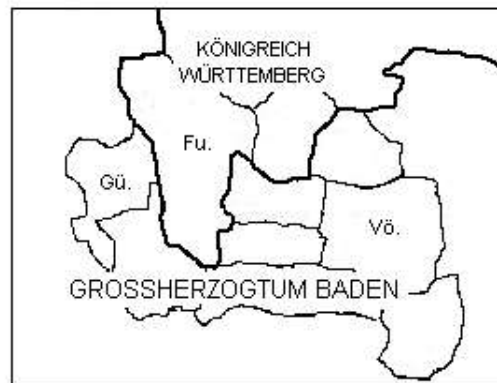 KÖNIGREICH
WÜRTTEMBERG
Fu.
Gü.
Vö.
GROSSHERZOGTUM BADEN